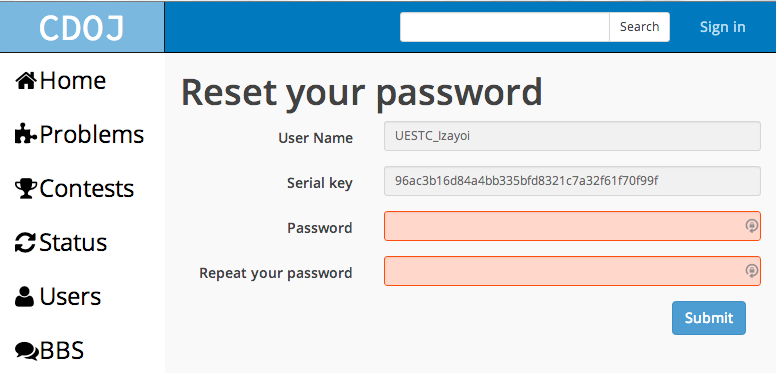 CDOJ
Search
Sign in
Home
Problems
Contests
Status
Users
BBS
Reset your password
User Name
UESTC_Izayoi
Serial key
96ac3b16d84a4bb335bfd8321c7a32f61f70f99f
Password
Repeat your password
Submit